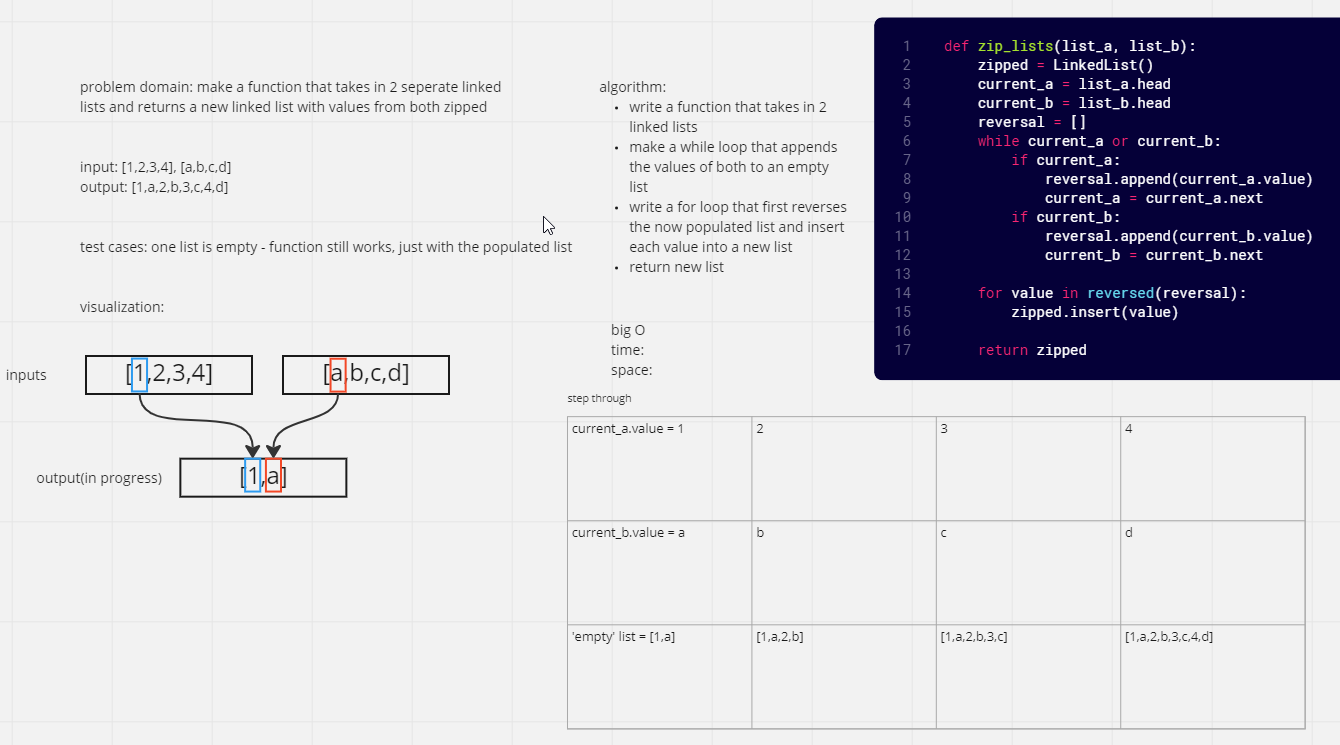 problem domain: make a function that takes in 2 seperate linked
lists and returns a new linked list with values from both zipped
input: [1,2,3,4], [a,b,c,d]
output: [1,a,2,b,3,c,4,d]
test cases: one list is empty - function still works, just with the populated list
visualization:
inputs
[1,2,3,4]
[a,b,c,d]
output(in progress)
[1,a]
algorithm:
• write a function that takes in 2
linked lists
• make a while loop that appends
the values of both to an empty
list
• write a for loop that first reverses
the now populated list and insert
each value into a new list
• return new list
big O
time:
space:
1 def zip_lists(list_a, list_b):
2 zipped = LinkedList()
3 current_a = list_a.head
4 current_b = list_b.head
5 reversal = []
6 while current_a or current_b:
7 if current_a:
8 reversal.append(current_a.value)
9 current_a = current_a.next
10 if current_b:
11 reversal.append(current_b.value)
12 current_b = current_b.next
13
14 for value in reversed(reversal):
15 zipped.insert(value)
16
17 return zipped
step through
current_a.value = 1 2 3 4
current_b.value = a b c d
'empty' list = [1,a] [1,a,2,b] [1,a,2,b,3,c] [1,a,2,b,3,c,4,d]